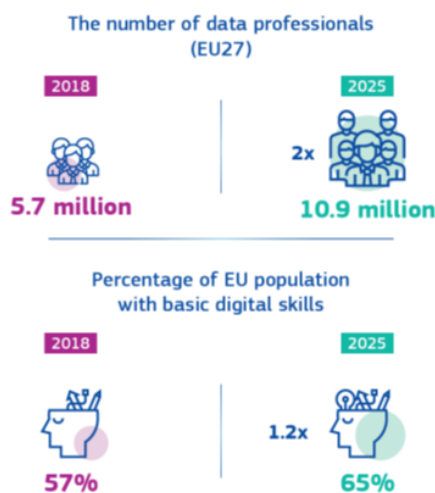 The number of data professionals
(EU27)
2018
2025
2x
5.7 million
10.9 million
Percentage of EU population
with basic digital skills
2018
2025
1.2x
57%
65%